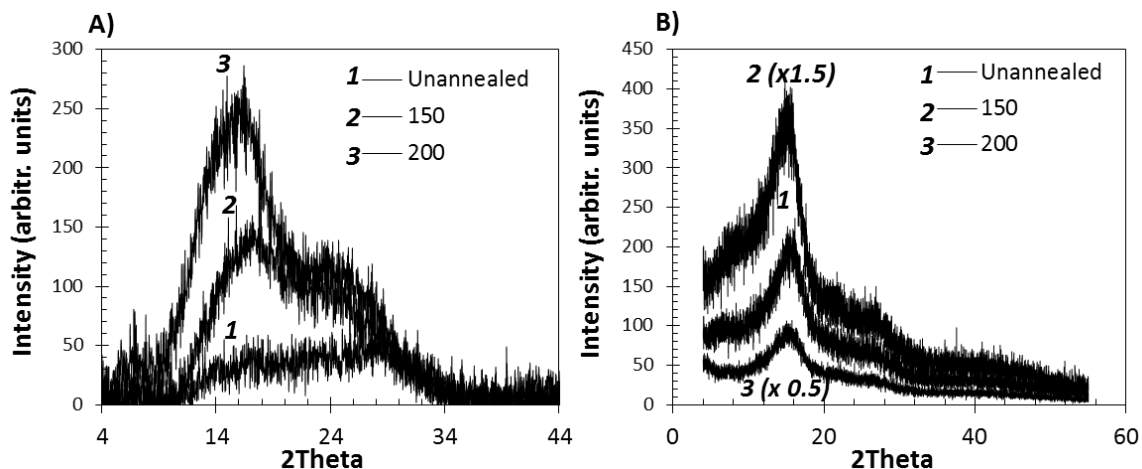 A)
Intensity (arbitr. units)
300
250
200
150
100
50
0
3
2
1
1 Unannealed
2 150
3 200
4 14 24 34 44
2Theta
B)
Intensity (arbitr. units)
450
400
350
300
250
200
150
100
50
0
2 (x1.5)
1
3 (x 0.5)
1 Unannealed
2 150
3 200
0 20 40 60
2Theta